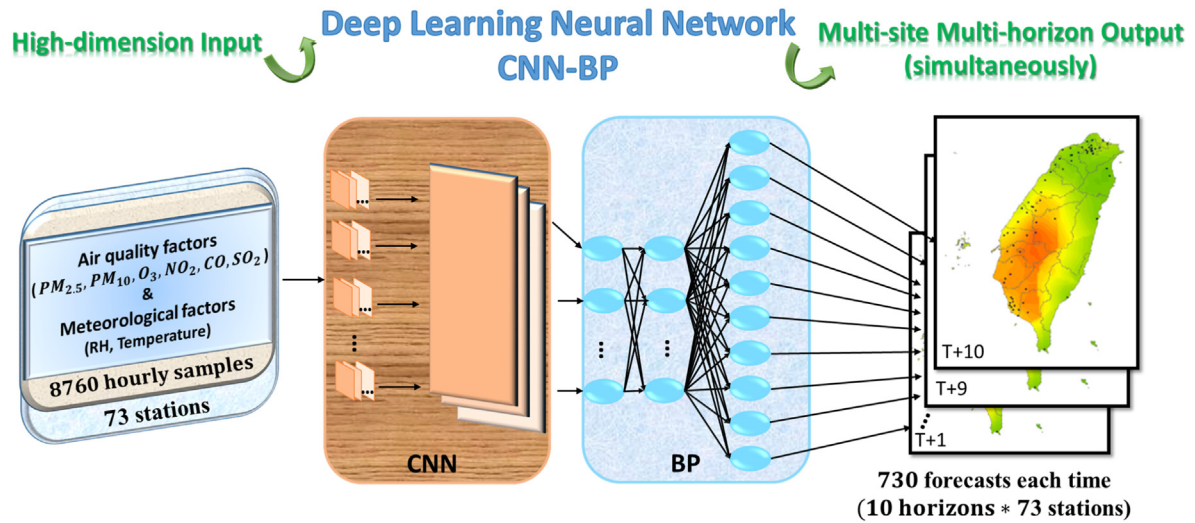 High-dimension Input
Deep Learning Neural Network
CNN-BP
Multi-site Multi-horizon Output
(simultaneously)
Air quality factors
(PM₂.₅, PM₁₀, O₃, NO₂, CO, SO₂)
&
Meteorological factors
(RH, Temperature)
8760 hourly samples
73 stations
CNN
BP
T+10
T+9
T+1
730 forecasts each time
(10 horizons * 73 stations)